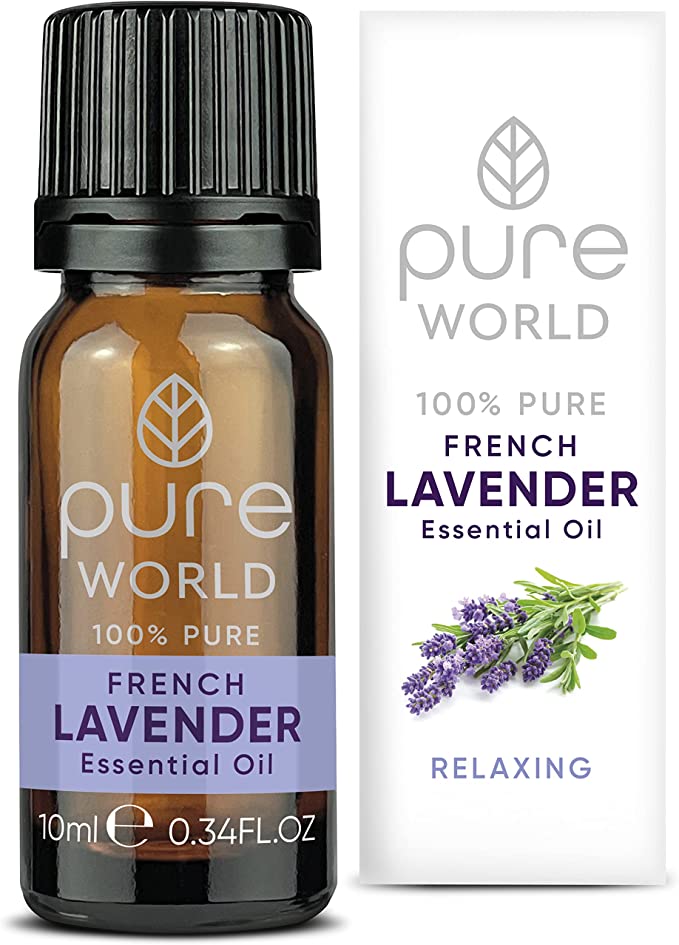 pure
WORLD
100% PURE
FRENCH
LAVENDER
Essential Oil
10ml ℮ 0.34FL.OZ
pure
WORLD
100% PURE
FRENCH
LAVENDER
Essential Oil
RELAXING